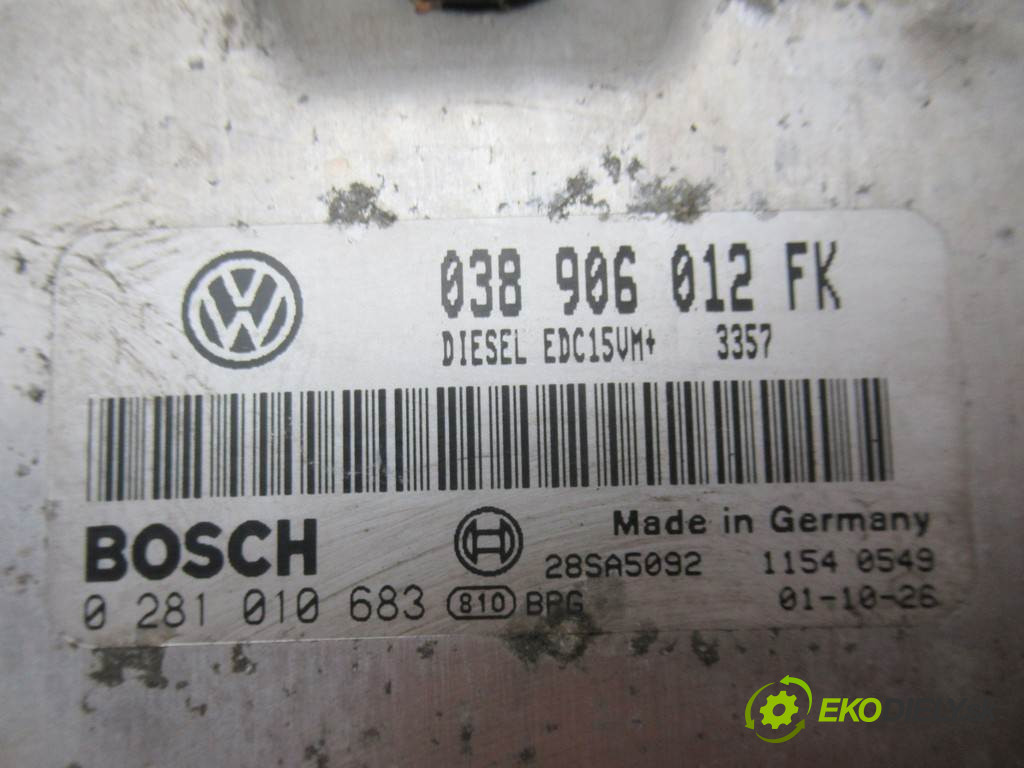 038 906 012 FK
DIESEL EDC15VM+ 3357
BOSCH
Made in Germany
28SA5092 1154 0549
0 281 010 683 810 BPG 01-10-26
EKO